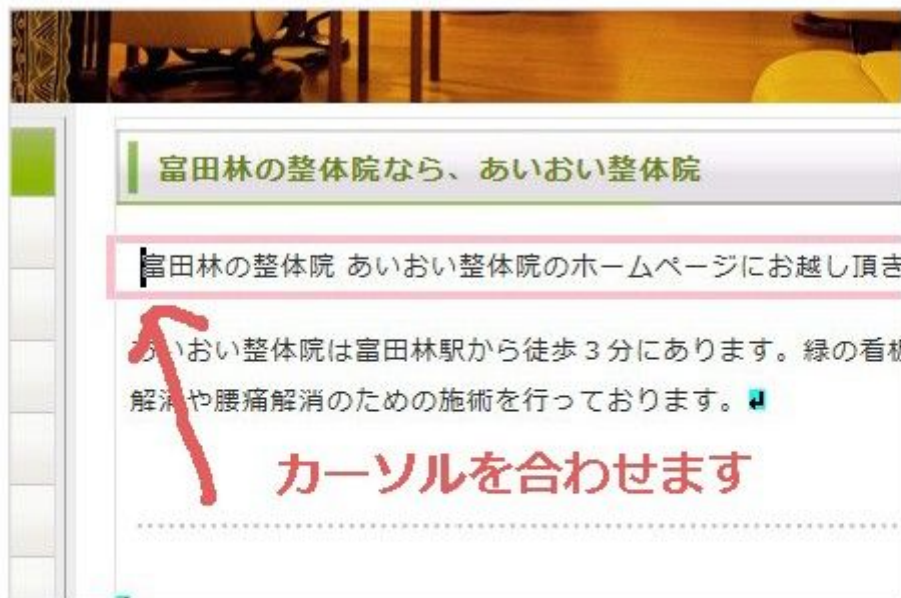 富田林の整体院なら、あいおい整体院
富田林の整体院 あいおい整体院のホームページにお越し頂き
あいおい整体院は富田林駅から徒歩3分にあります。緑の看板
解消や腰痛解消のための施術を行っております。
カーソルを合わせます